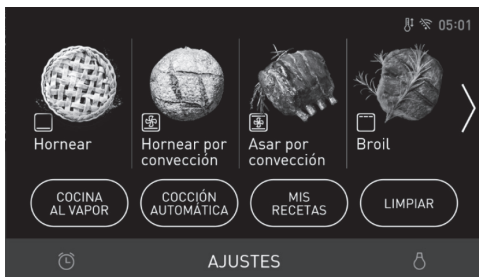 05:01
Hornear
Hornear por
convección
Asar por
convección
Broil
COCINA
AL VAPOR
COCCIÓN
AUTOMÁTICA
MIS
RECETAS
LIMPIAR
AJUSTES